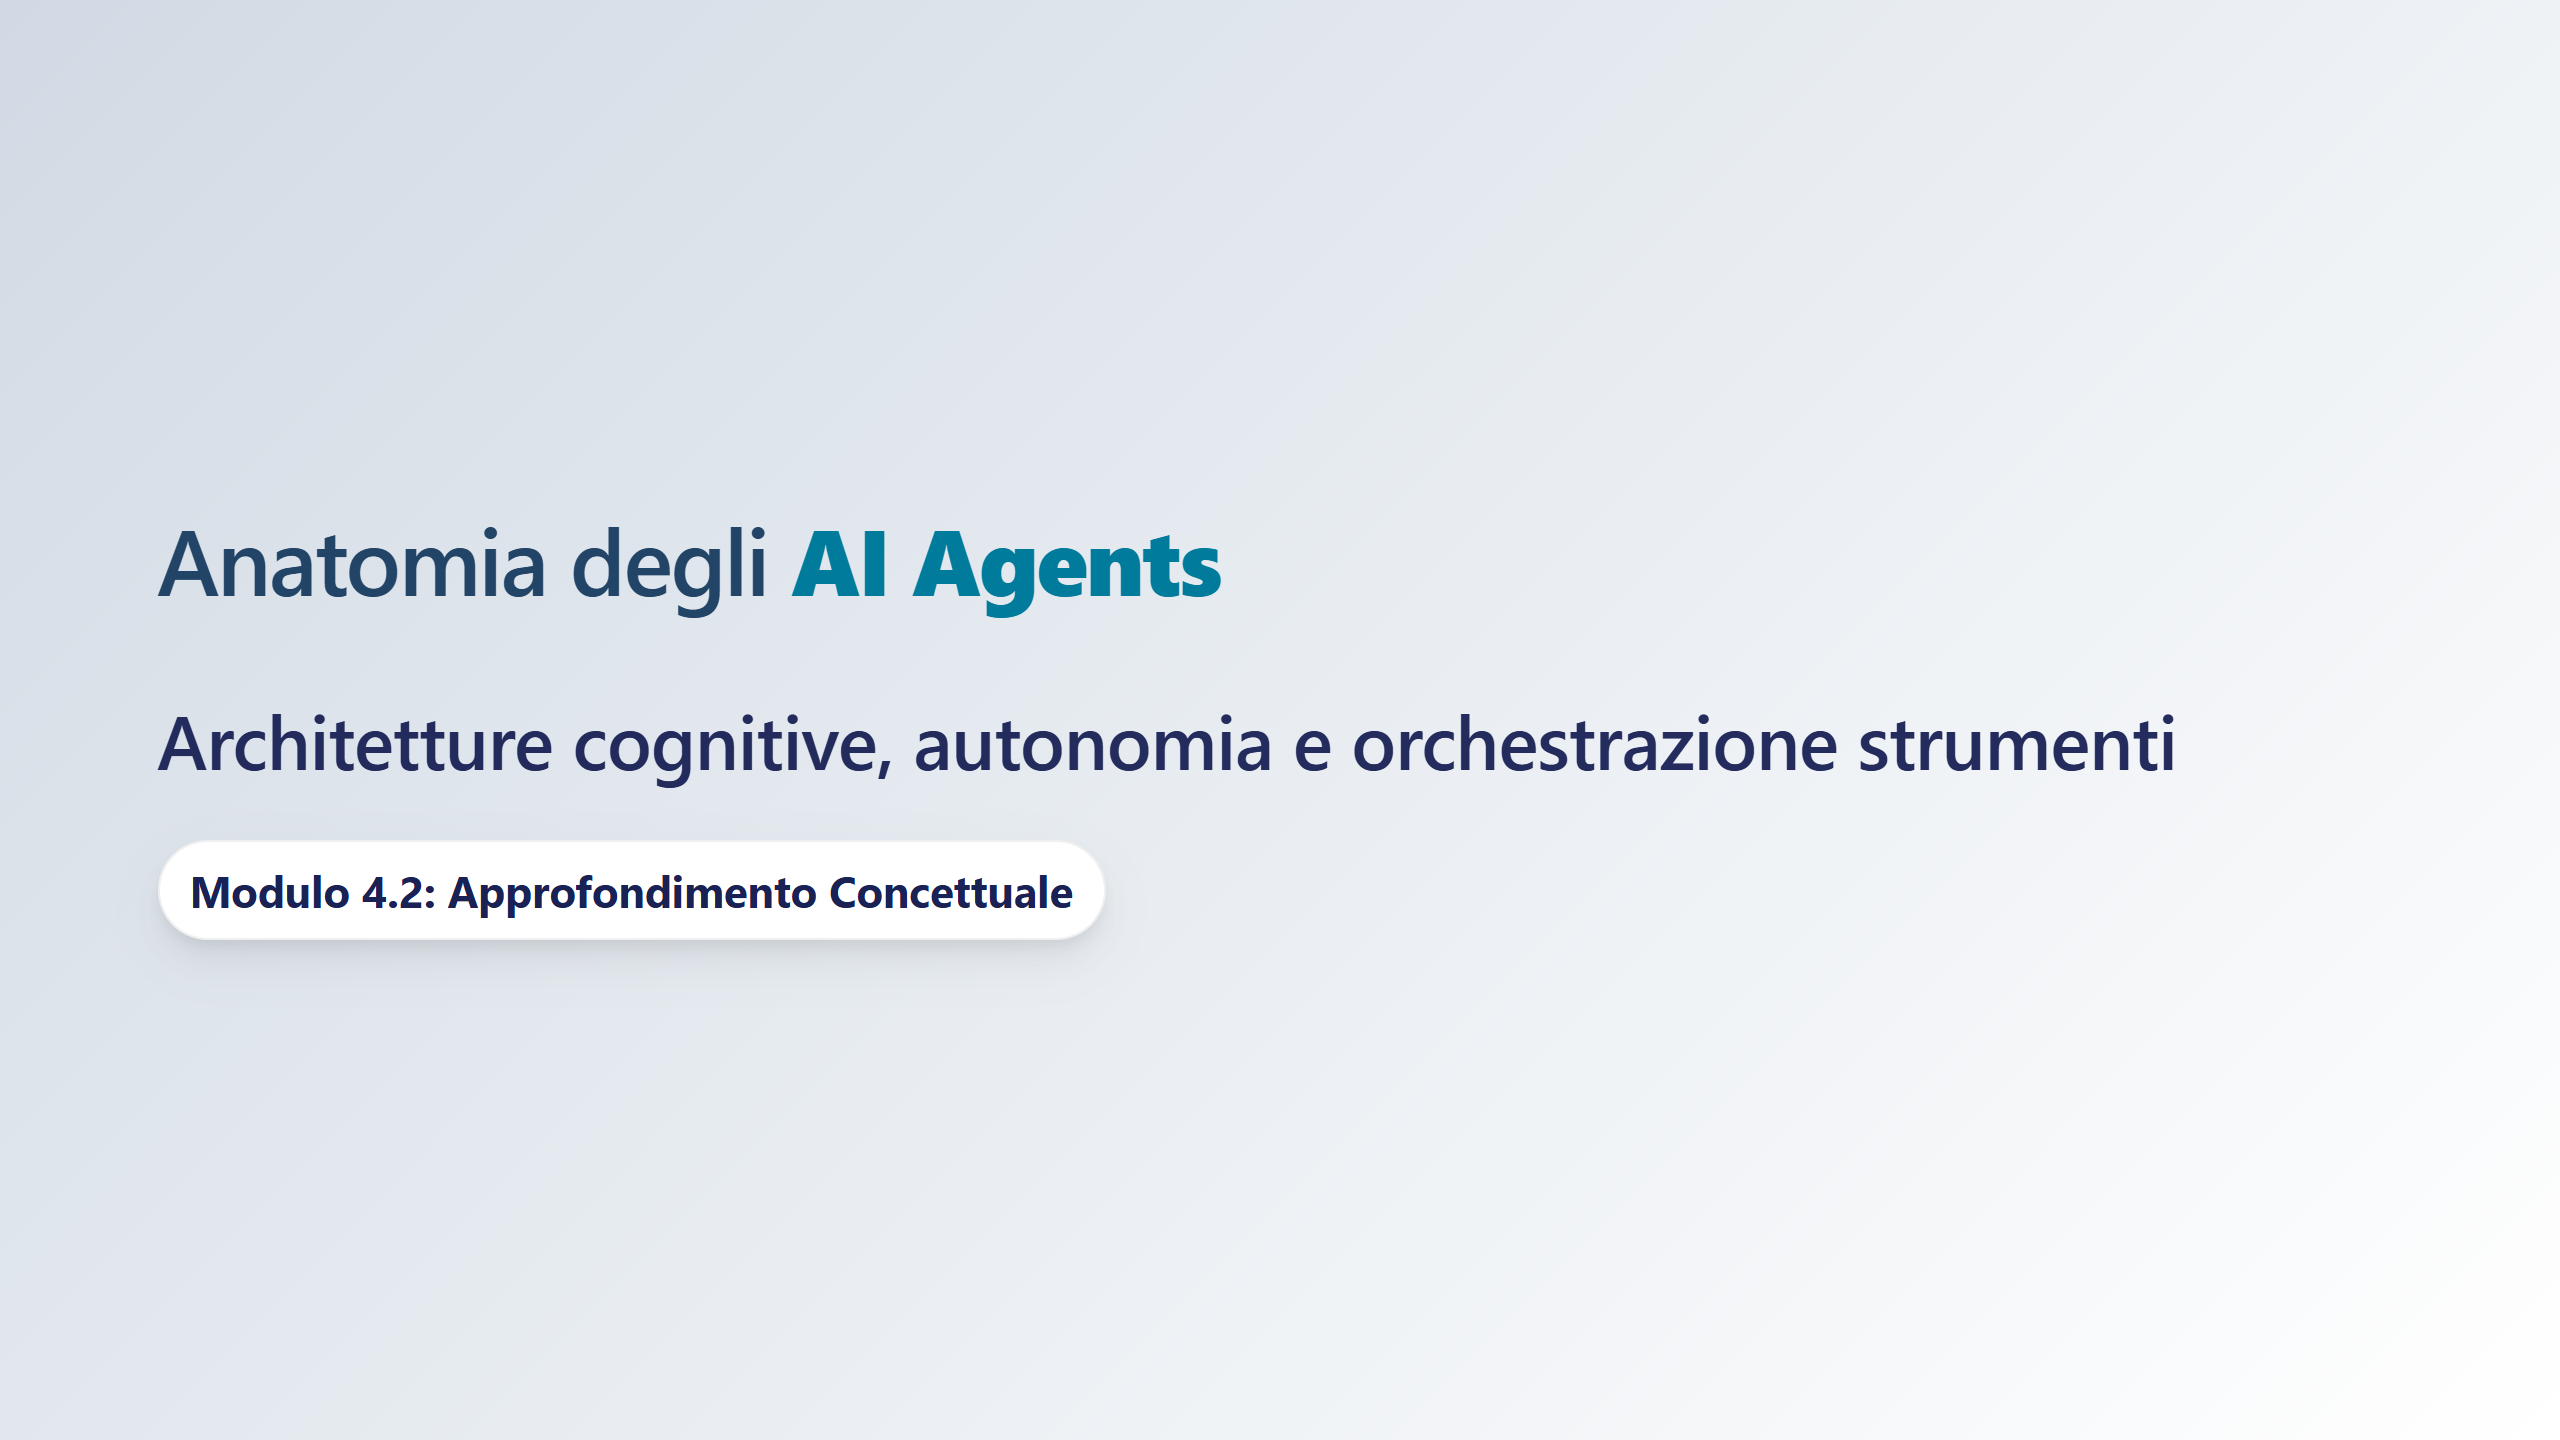 Anatomia degli AI Agents
Architetture cognitive, autonomia e orchestrazione strumenti
Modulo 4.2: Approfondimento Concettuale